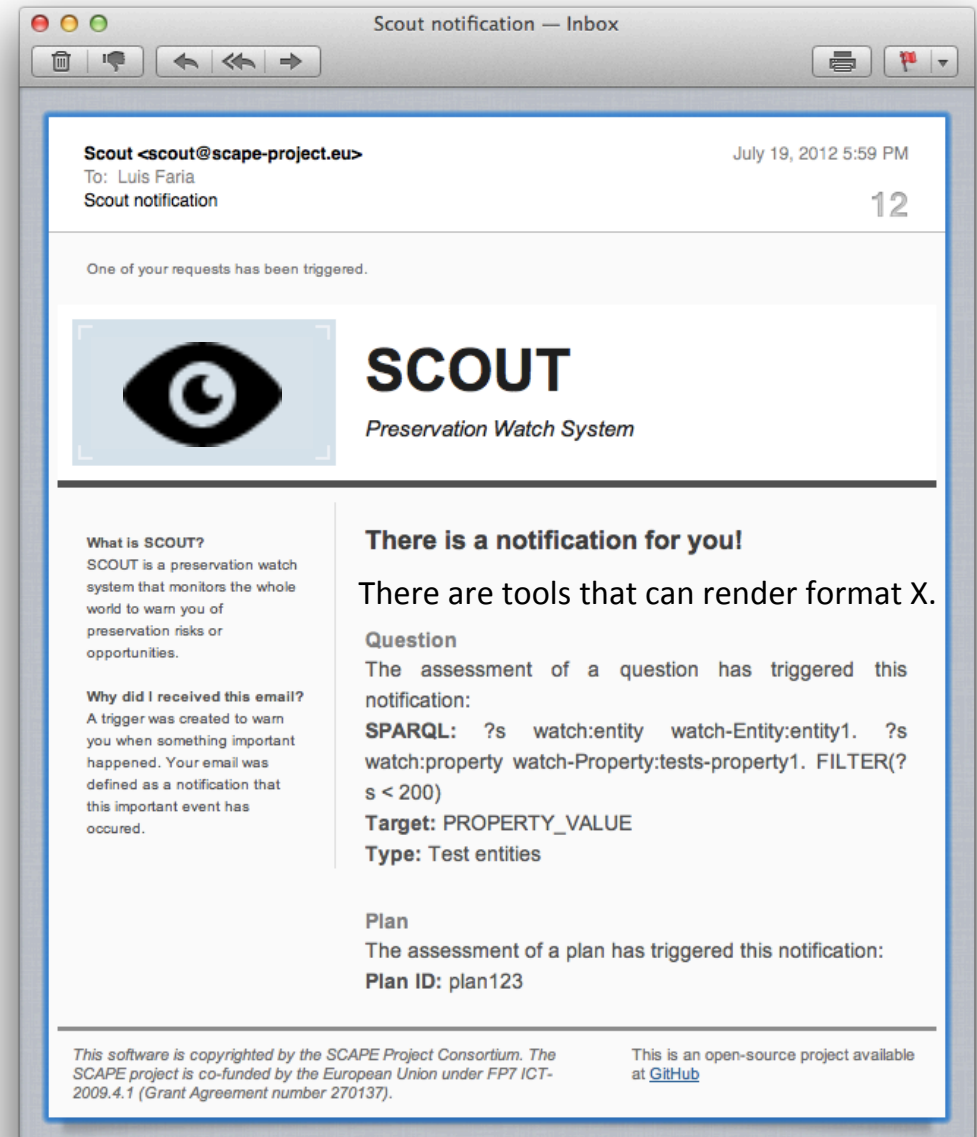 Scout notification — Inbox
Scout <scout@scape-project.eu>
July 19, 2012 5:59 PM
To: Luis Faria
Scout notification
12
One of your requests has been triggered.
SCOUT
Preservation Watch System
What is SCOUT?
SCOUT is a preservation watch
system that monitors the whole
world to warn you of
preservation risks or
opportunities.
Why did I received this email?
A trigger was created to warn
you when something important
happened. Your email was
defined as a notification that
this important event has
occured.
There is a notification for you!
There are tools that can render format X.
Question
The assessment of a question has triggered this
notification:
SPARQL: ?s watch:entity watch-Entity:entity1. ?s
watch:property watch-Property:tests-property1. FILTER(?
s < 200)
Target: PROPERTY_VALUE
Type: Test entities
Plan
The assessment of a plan has triggered this notification:
Plan ID: plan123
This software is copyrighted by the SCAPE Project Consortium. The
SCAPE project is co-funded by the European Union under FP7 ICT-
2009.4.1 (Grant Agreement number 270137).
This is an open-source project available
at GitHub